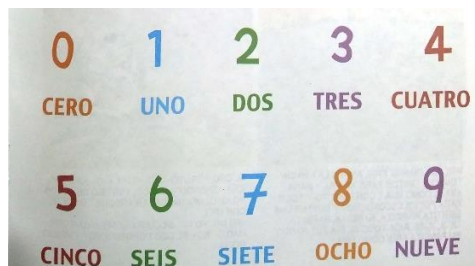 0 1 2 3 4
CERO UNO DOS TRES CUATRO
5 6 7 8 9
CINCO SEIS SIETE OCHO NUEVE